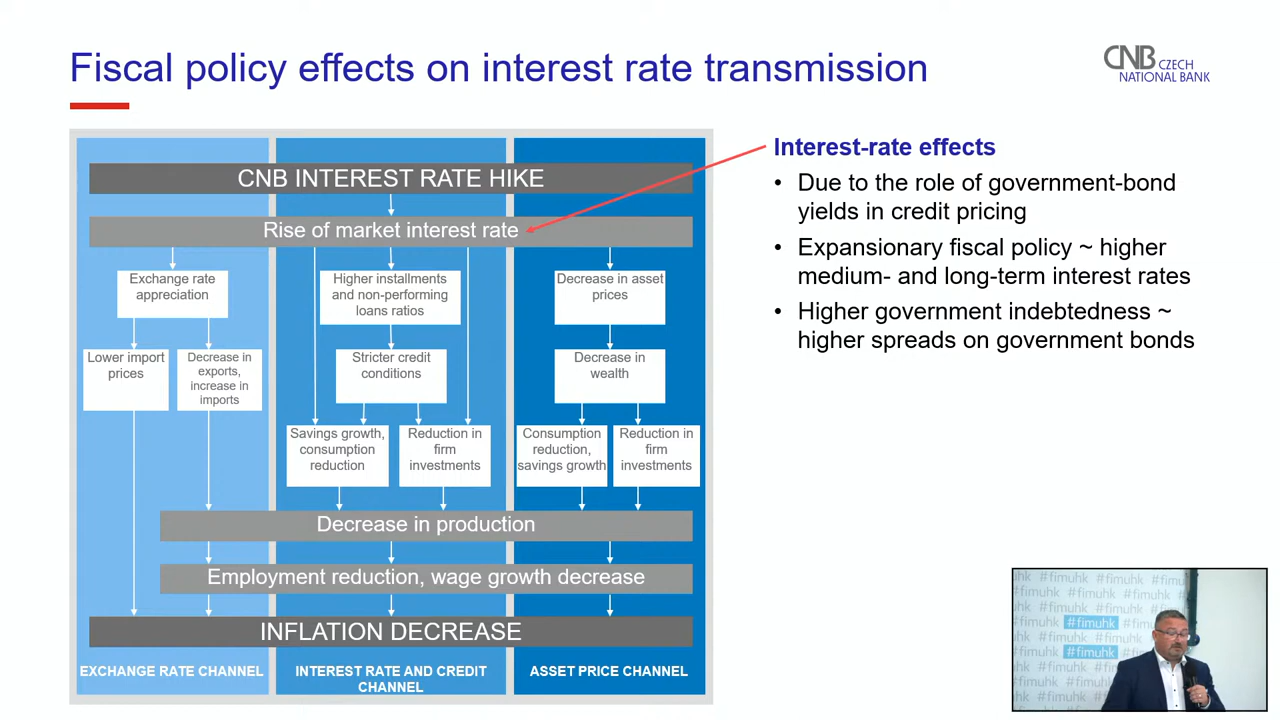 Fiscal policy effects on interest rate transmission
CNB CZECH
NATIONAL BANK
CNB INTEREST RATE HIKE
Rise of market interest rate
Exchange rate
appreciation
Higher installments
and non-performing
loans ratios
Decrease in asset
prices
Lower import
prices
Decrease in
exports,
increase in
imports
Stricter credit
conditions
Decrease in
wealth
Savings growth,
consumption
reduction
Reduction in
firm
investments
Consumption
reduction,
savings growth
Reduction in
firm
investments
Decrease in production
Employment reduction, wage growth decrease
INFLATION DECREASE
EXCHANGE RATE CHANNEL
INTEREST RATE AND CREDIT
CHANNEL
ASSET PRICE CHANNEL
Interest-rate effects
• Due to the role of government-bond
yields in credit pricing
• Expansionary fiscal policy ~ higher
medium- and long-term interest rates
• Higher government indebtedness ~
higher spreads on government bonds
#fimuhk #fimuhk
#fimuhk
#fimuhk
#fimuhk